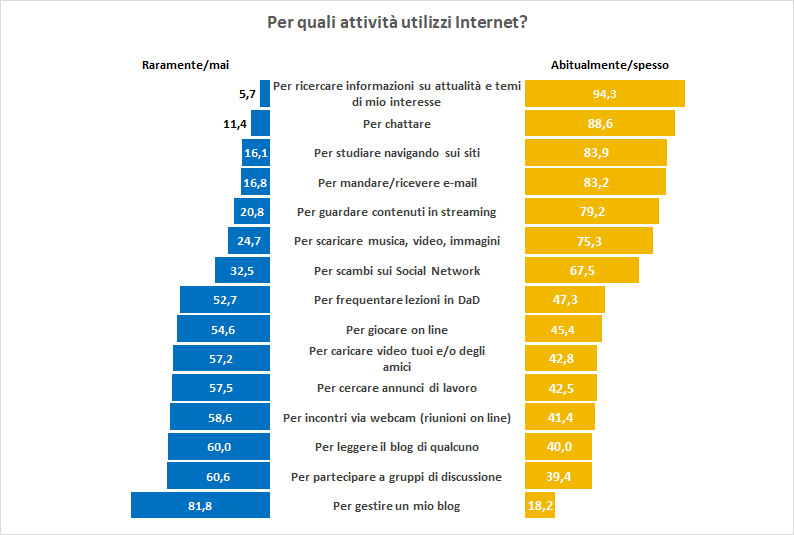 Per quali attività utilizzi Internet?
Raramente/mai
Abitualmente/spesso
5,7 Per ricercare informazioni su attualità e temi 94,3
di mio interesse
11,4 Per chattare 88,6
16,1 Per studiare navigando sui siti 83,9
16,8 Per mandare/ricevere e-mail 83,2
20,8 Per guardare contenuti in streaming 79,2
24,7 Per scaricare musica, video, immagini 75,3
32,5 Per scambi sui Social Network 67,5
52,7 Per frequentare lezioni in DaD 47,3
54,6 Per giocare on line 45,4
57,2 Per caricare video tuoi e/o degli 42,8
amici
57,5 Per cercare annunci di lavoro 42,5
58,6 Per incontri via webcam (riunioni on line) 41,4
60,0 Per leggere il blog di qualcuno 40,0
60,6 Per partecipare a gruppi di discussione 39,4
81,8 Per gestire un mio blog 18,2